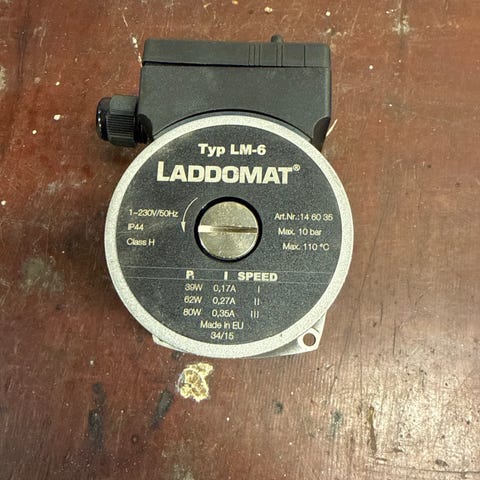 Typ LM-6
LADDOMAT®
1~230V/50Hz
IP44
Class H
Art.Nr.:14 60 35
Max. 10 bar
Max. 110 °C
P₁ I SPEED
39W 0,17A I
62W 0,27A II
80W 0,35A III
Made in EU
34/15